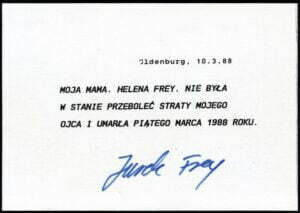 Oldenburg, 10.3.88
MOJA MAMA. HELENA FREY. NIE BYŁA
W STANIE PRZEBOLEĆ STRATY MOJEGO
OJCA I UMARŁA PIĄTEGO MARCA 1988 ROKU.
Jurek Frey